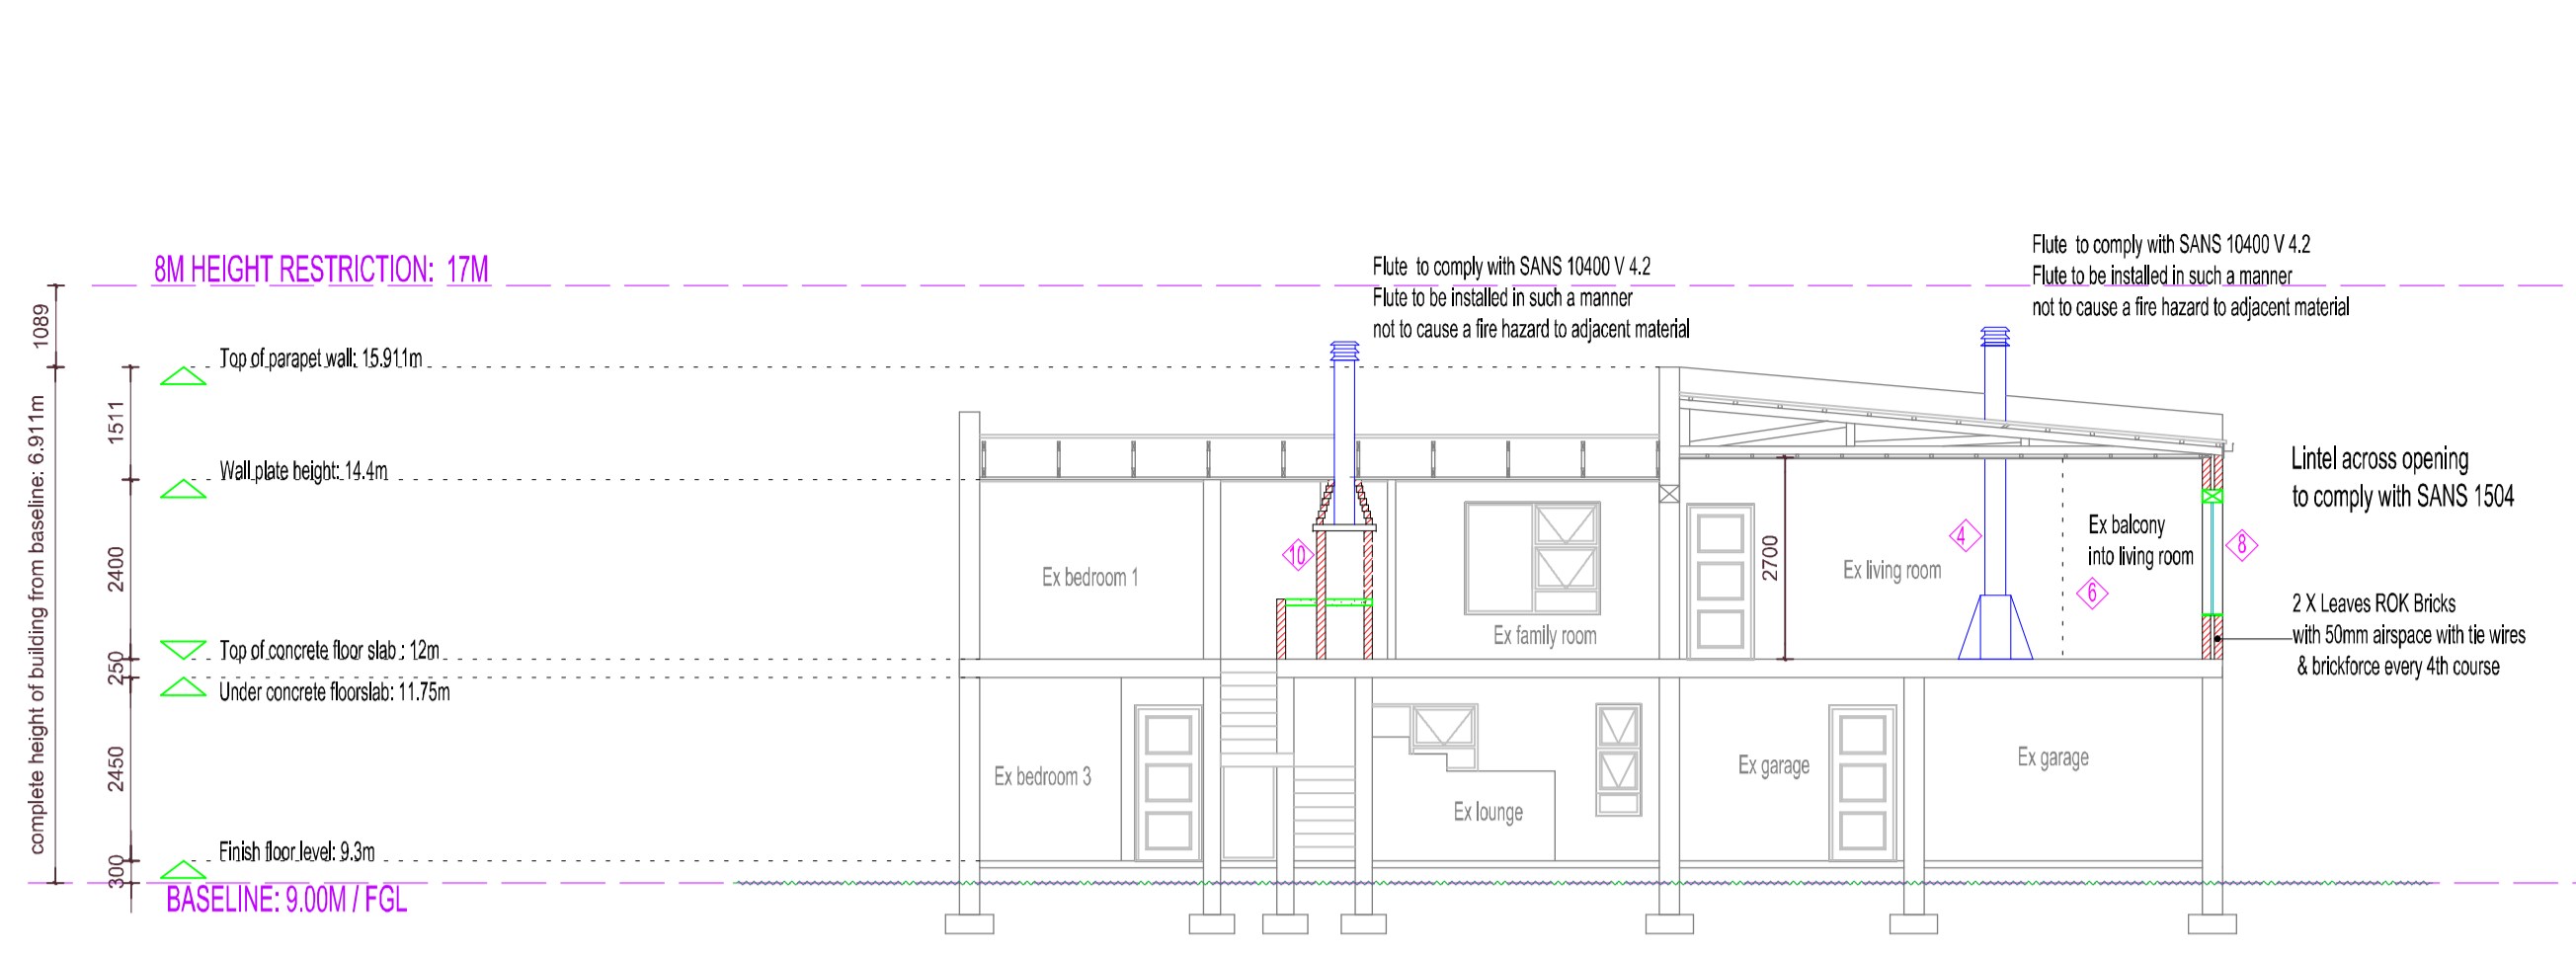 8M HEIGHT RESTRICTION: 17M
Flute to comply with SANS 10400 V 4.2
Flute to be installed in such a manner
not to cause a fire hazard to adjacent material
Flute to comply with SANS 10400 V 4.2
Flute to be installed in such a manner
not to cause a fire hazard to adjacent material
1089
Top of parapet wall: 15.911m
1511
Wall plate height: 14.4m
complete height of building from baseline: 6.911m
2400
Top of concrete floor slab : 12m
250
Under concrete floorslab: 11.75m
2450
Finish floor level: 9.3m
300
BASELINE: 9.00M / FGL
Ex bedroom 1
10
Ex family room
2700
Ex living room
4
Ex balcony
into living room
6
8
Lintel across opening
to comply with SANS 1504
2 X Leaves ROK Bricks
with 50mm airspace with tie wires
& brickforce every 4th course
Ex bedroom 3
Ex lounge
Ex garage
Ex garage